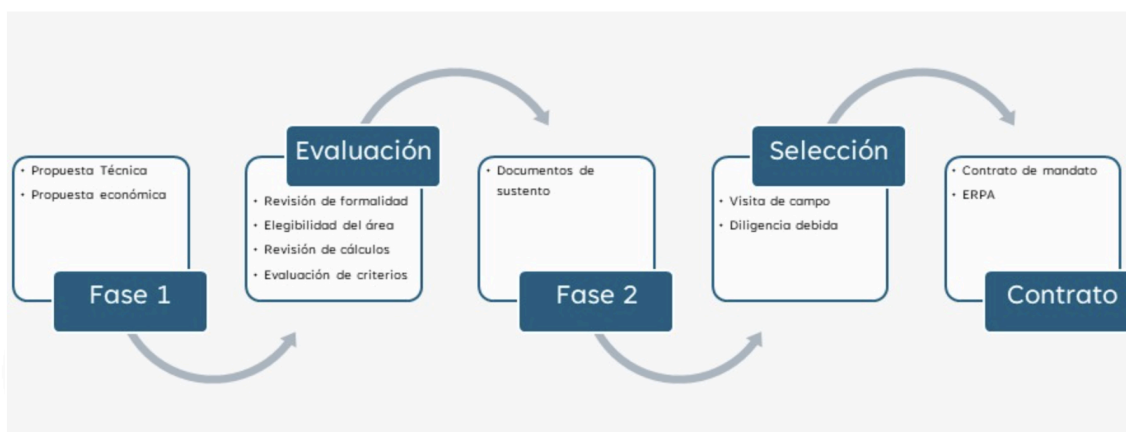 • Propuesta Técnica
• Propuesta económica
Fase 1
Evaluación
• Revisión de formalidad
• Elegibilidad del área
• Revisión de cálculos
• Evaluación de criterios
• Documentos de
sustento
Fase 2
Selección
• Visita de campo
• Diligencia debida
• Contrato de mandato
• ERPA
Contrato